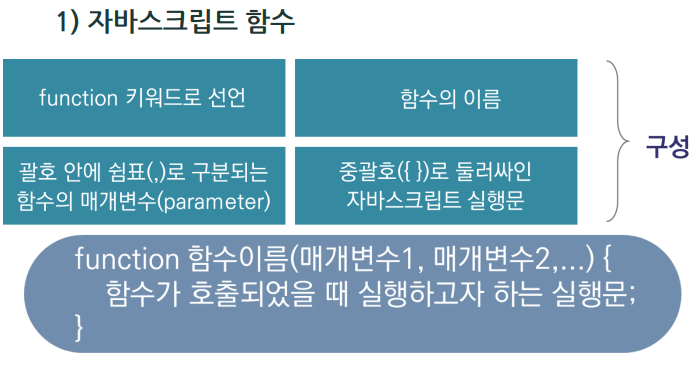 1) 자바스크립트 함수
function 키워드로 선언
함수의 이름
괄호 안에 쉼표(,)로 구분되는
함수의 매개변수(parameter)
중괄호({ })로 둘러싸인
자바스크립트 실행문
구성
function 함수이름(매개변수1, 매개변수2,...) {
함수가 호출되었을 때 실행하고자 하는 실행문;
}